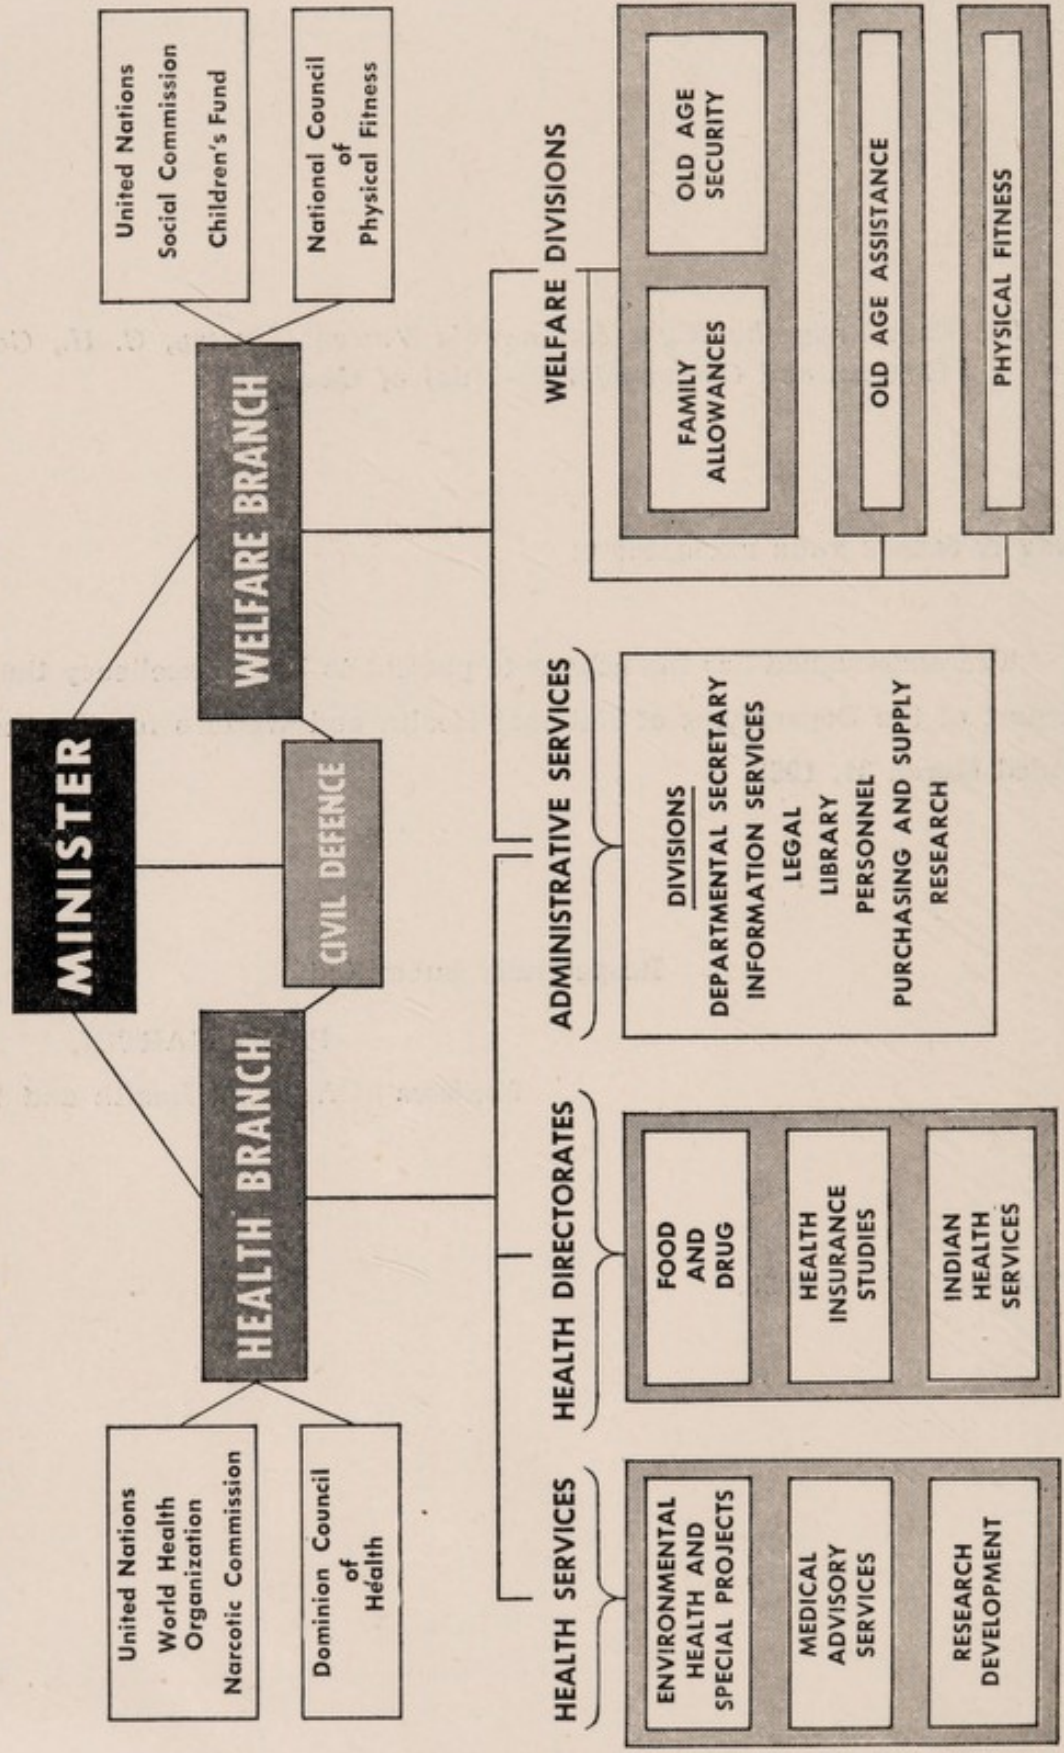 MINISTER
HEALTH BRANCH
CIVIL DEFENCE
WELFARE BRANCH
United Nations
World Health
Organization
Narcotic Commission
Dominion Council
of
Health
United Nations
Social Commission
Children's Fund
National Council
of
Physical Fitness
HEALTH SERVICES
ENVIRONMENTAL
HEALTH AND
SPECIAL PROJECTS
MEDICAL
ADVISORY
SERVICES
RESEARCH
DEVELOPMENT
HEALTH DIRECTORATES
FOOD
AND
DRUG
HEALTH
INSURANCE
STUDIES
INDIAN
HEALTH
SERVICES
ADMINISTRATIVE SERVICES
DIVISIONS
DEPARTMENTAL SECRETARY
INFORMATION SERVICES
LEGAL
LIBRARY
PERSONNEL
PURCHASING AND SUPPLY
RESEARCH
WELFARE DIVISIONS
FAMILY
ALLOWANCES
OLD AGE
SECURITY
OLD AGE ASSISTANCE
PHYSICAL FITNESS